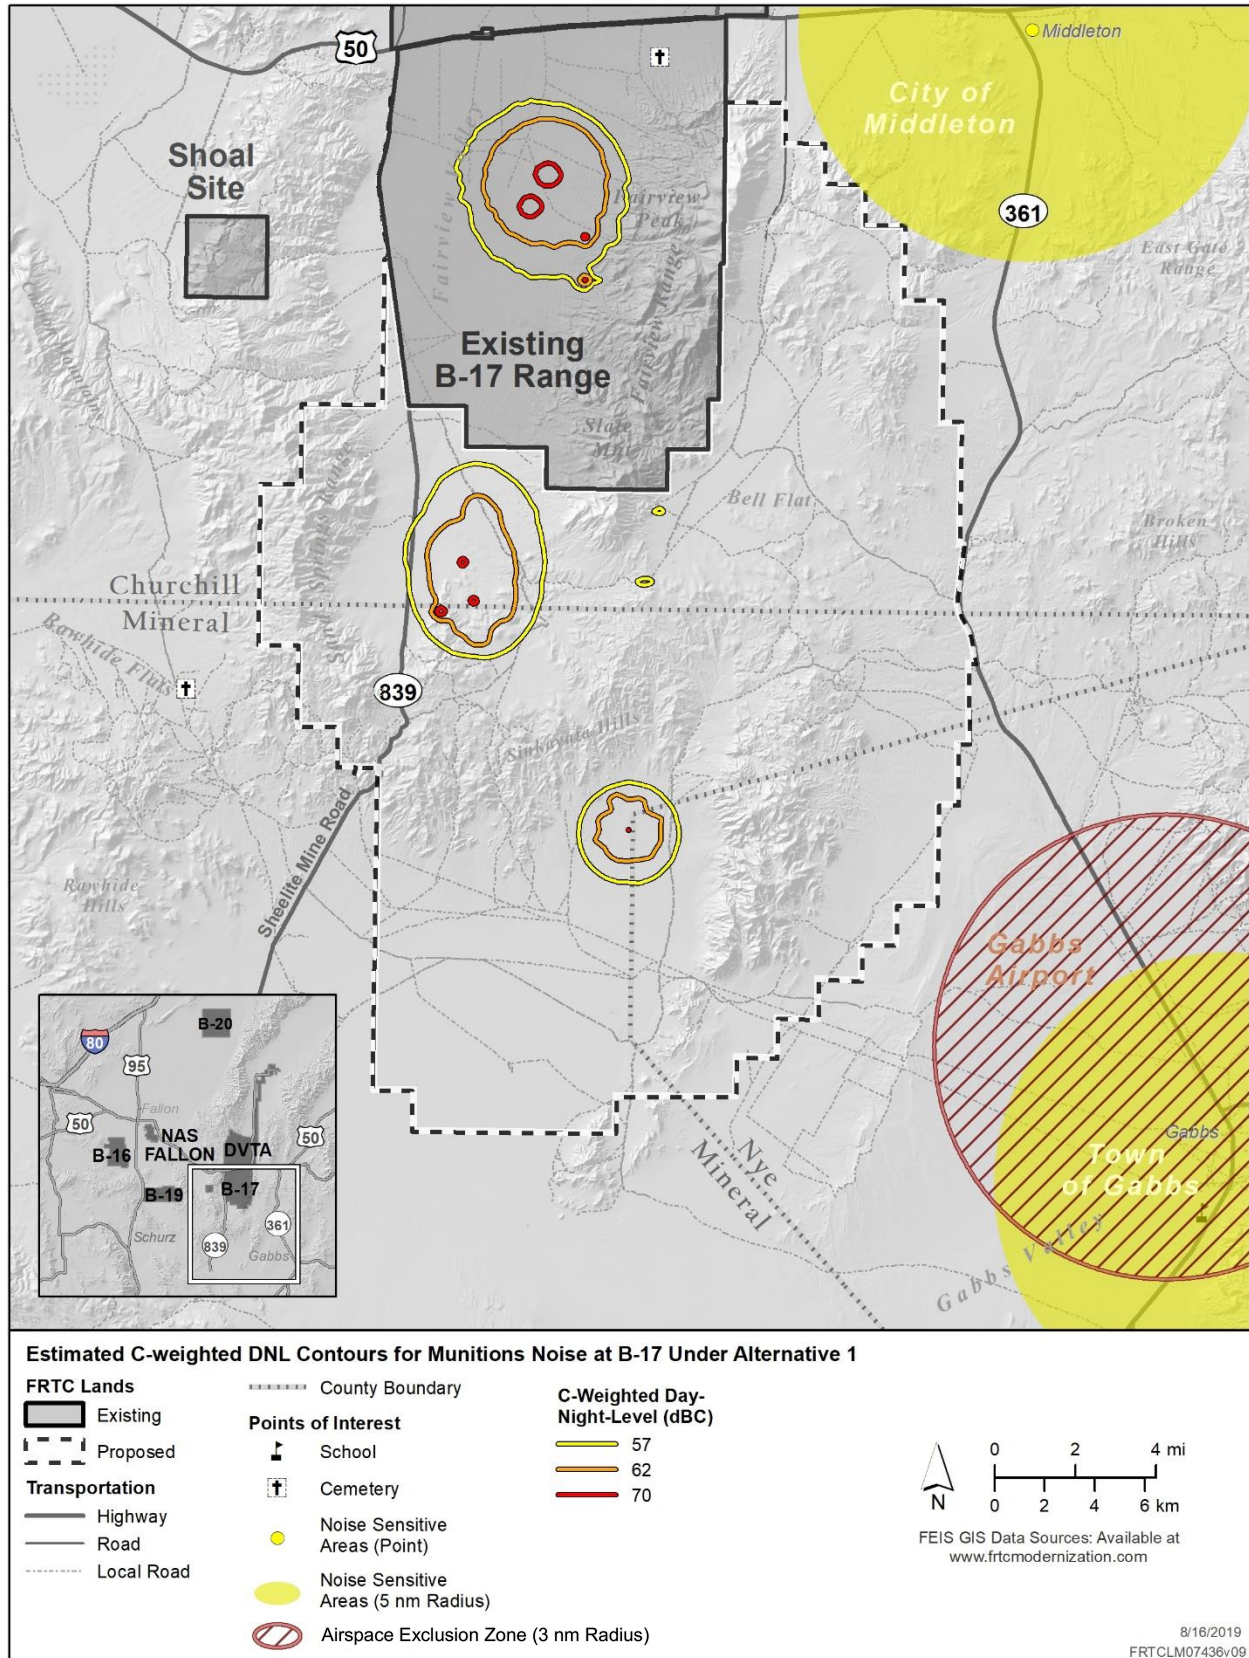 50
Middleton
City of
Middleton
Shoal
Site
Fairview Valley
Fairview
Peak
361
East Gate
Range
Fairview Range
Existing
B-17 Range
Slate
Mtn
Bell Flat
Broken
Hills
Churchill
Mineral
Rawhide Flats
839
Sinkavata Hills
Sheelite Mine Road
Rawhide
Hills
Gabbs
Airport
Gabbs
Town
of Gabbs
Nye
Mineral
Gabbs Valley
B-20
80
95
Fallon
50
NAS
FALLON
DVTA
50
B-16
B-19
B-17
Schurz
361
839
Gabbs
Estimated C-weighted DNL Contours for Munitions Noise at B-17 Under Alternative 1
FRTC Lands
Existing
Proposed
Transportation
Highway
Road
Local Road
County Boundary
Points of Interest
School
Cemetery
Noise Sensitive
Areas (Point)
Noise Sensitive
Areas (5 nm Radius)
Airspace Exclusion Zone (3 nm Radius)
C-Weighted Day-
Night-Level (dBC)
57
62
70
N
0 2 4 mi
0 2 4 6 km
FEIS GIS Data Sources: Available at
www.frtcmodernization.com
8/16/2019
FRTCLM07436v09